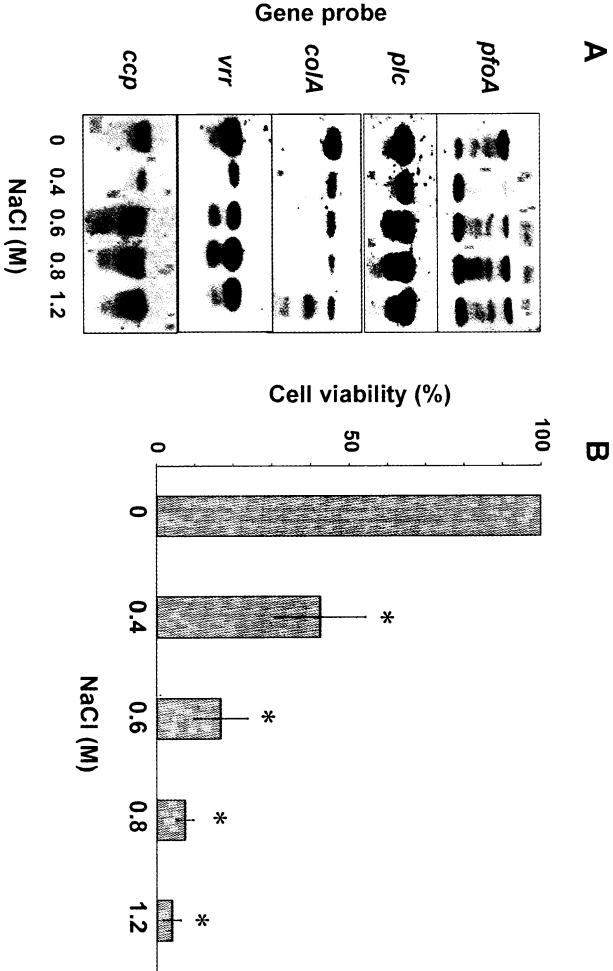 A
Gene probe
pfoA
plc
colA
vrr
ccp
0 0.4 0.6 0.8 1.2
NaCl (M)
B
Cell viability (%)
100
50
0
* * * *
0 0.4 0.6 0.8 1.2
NaCl (M)